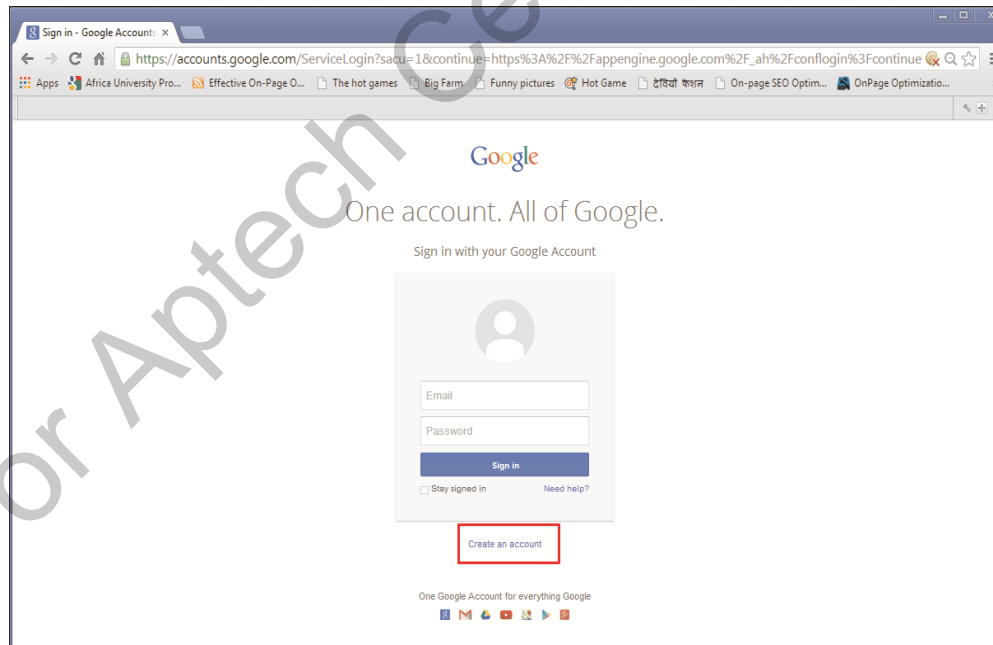 Sign in - Google Accounts
https://accounts.google.com/ServiceLogin?sacu=1&continue=https%3A%2F%2Fappengine.google.com%2F_ah%2Fconflogin%3Fcontinue
Apps Africa University Pro... Effective On-Page O... The hot games Big Farm Funny pictures Hot Game देवियों फैशन On-page SEO Optim... OnPage Optimizatio...
Google
One account. All of Google.
Sign in with your Google Account
Email
Password
Sign in
Stay signed in Need help?
Create an account
One Google Account for everything Google
or Aptech Ce